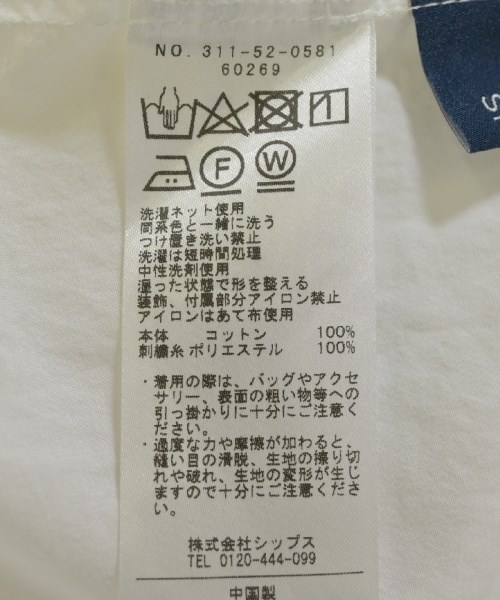 NO. 311-52-0581
60269
F
W
洗濯ネット使用
同系色と一緒に洗う
つけ置き洗い禁止
洗濯は短時間処理
中性洗剤使用
湿った状態で形を整える
装飾、付属部分アイロン禁止
アイロンはあて布使用
本体 コットン 100%
刺繍糸 ポリエステル 100%
・着用の際は、バッグやアクセ
サリー、表面の粗い物等への
引っ掛かりに十分にご注意く
ださい。
・過度な力や摩擦が加わると、
縫い目の滑脱、生地の擦り切
れや破れ、生地の変形が生じ
ますので十分にご注意くださ
い。
株式会社シップス
TEL 0120-444-099
中国製